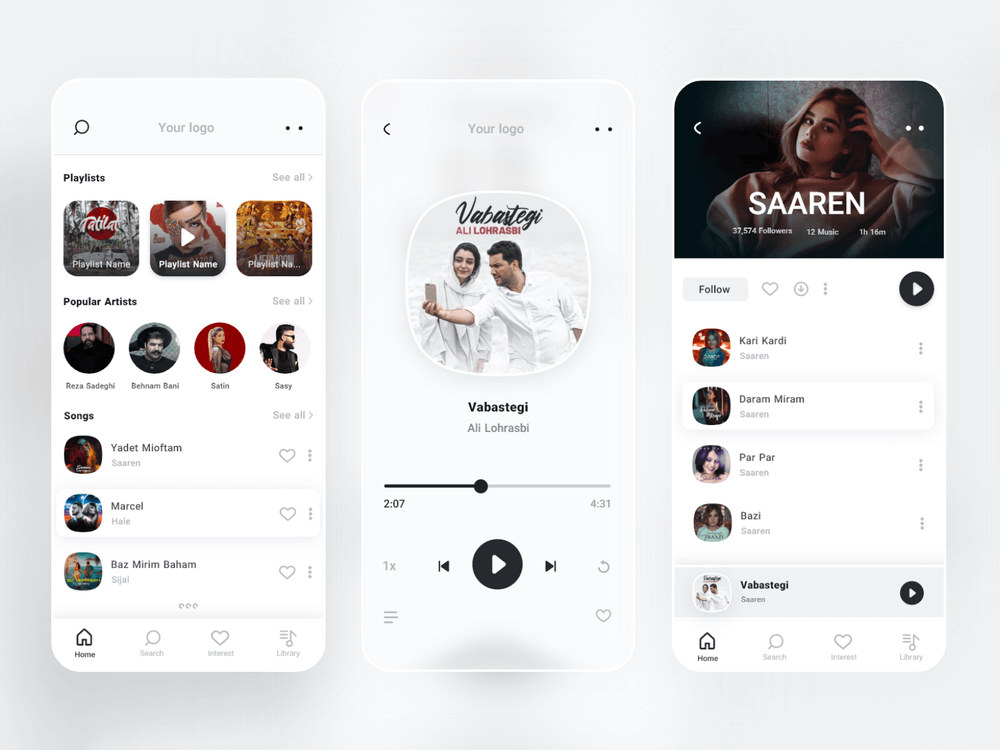 Your logo
Playlists
See all >
Tatilat
Playlist Name
Playlist Name
MEHMOONI
Playlist Na...
Popular Artists
See all >
Reza Sadeghi
Behnam Bani
Satin
Sasy
Songs
See all >
Yadet Mioftam
Saaren
Marcel
Hale
Baz Mirim Baham
Sijal
Home
Search
Interest
Library
Your logo
Vabastegi
ALI LOHRASBI
Vabastegi
Ali Lohrasbi
2:07
4:31
1x
SAAREN
37,574 Followers
12 Music
1h 16m
Follow
Kari Kardi
Saaren
Daram Miram
Saaren
Par Par
Saaren
Bazi
Saaren
Vabastegi
Saaren
Home
Search
Interest
Library